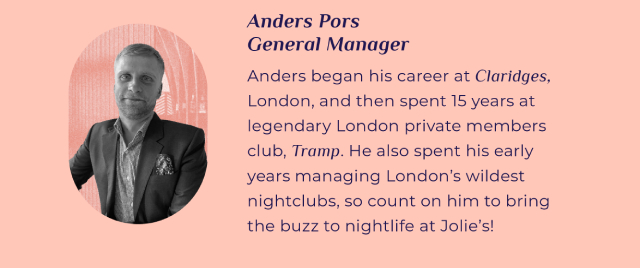 Anders Pors
General Manager
Anders began his career at Claridges,
London, and then spent 15 years at
legendary London private members
club, Tramp. He also spent his early
years managing London’s wildest
nightclubs, so count on him to bring
the buzz to nightlife at Jolie’s!